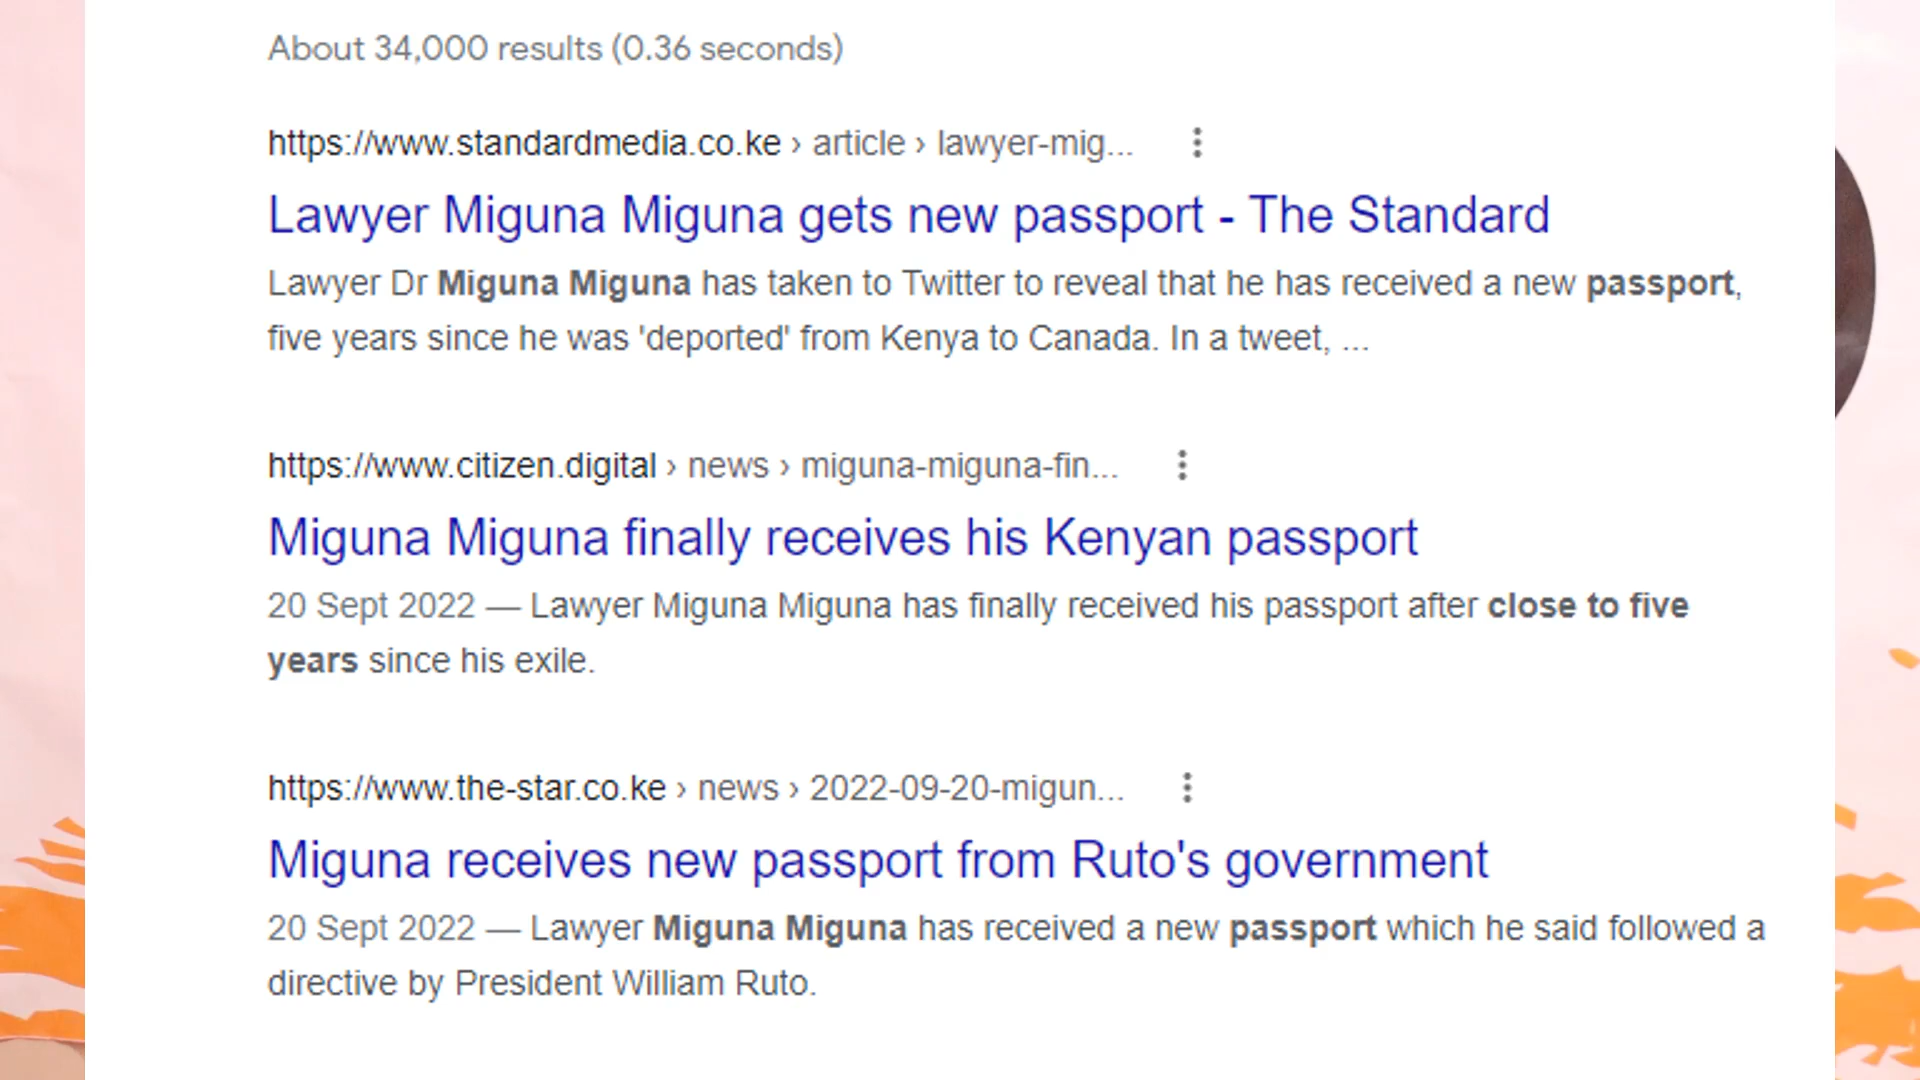 About 34,000 results (0.36 seconds)
https://www.standardmedia.co.ke › article › lawyer-mig...
Lawyer Miguna Miguna gets new passport - The Standard
Lawyer Dr Miguna Miguna has taken to Twitter to reveal that he has received a new passport,
five years since he was 'deported' from Kenya to Canada. In a tweet, ...
https://www.citizen.digital › news › miguna-miguna-fin...
Miguna Miguna finally receives his Kenyan passport
20 Sept 2022 — Lawyer Miguna Miguna has finally received his passport after close to five
years since his exile.
https://www.the-star.co.ke › news › 2022-09-20-migun...
Miguna receives new passport from Ruto's government
20 Sept 2022 — Lawyer Miguna Miguna has received a new passport which he said followed a
directive by President William Ruto.